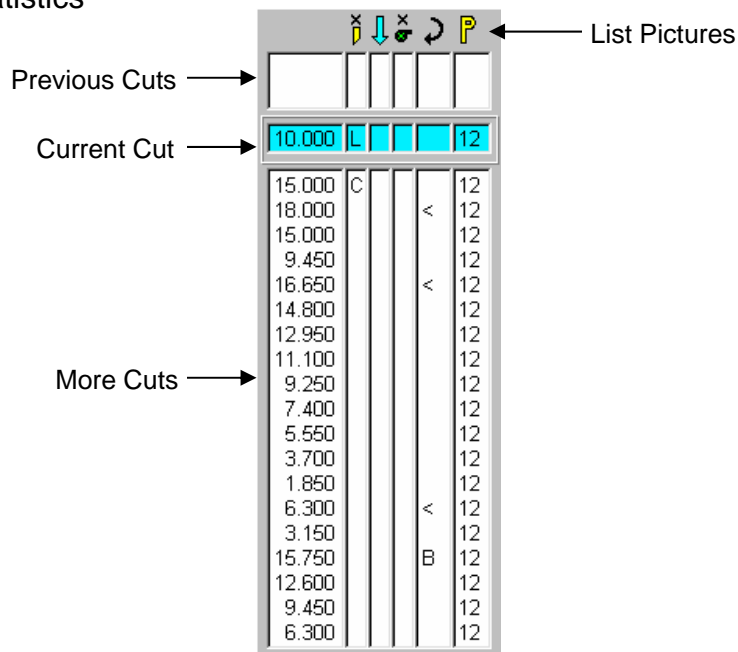 atistics
P List Pictures
Previous Cuts
Current Cut 10.000 L 12
15.000 C 12
18.000 < 12
15.000 12
9.450 12
16.650 < 12
14.800 12
12.950 12
11.100 12
More Cuts 9.250 12
7.400 12
5.550 12
3.700 12
1.850 12
6.300 < 12
3.150 12
15.750 B 12
12.600 12
9.450 12
6.300 12